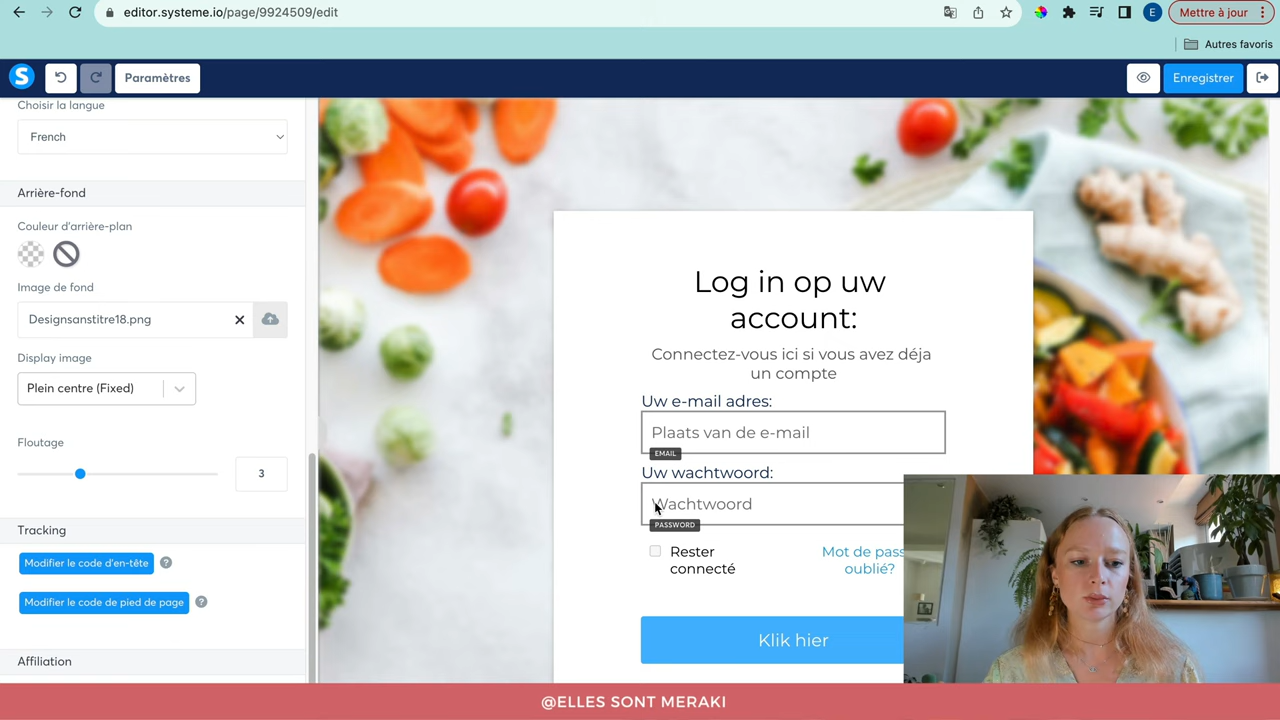 editor.systeme.io/page/9924509/edit
E
Mettre à jour
Autres favoris
S
Paramètres
Enregistrer
Choisir la langue
French
Arrière-fond
Couleur d'arrière-plan
Image de fond
Designsanstitre18.png
Display image
Plein centre (Fixed)
Floutage
3
Tracking
Modifier le code d'en-tête
?
Modifier le code de pied de page
?
Affiliation
Log in op uw
account:
Connectez-vous ici si vous avez déja
un compte
Uw e-mail adres:
Plaats van de e-mail
EMAIL
Uw wachtwoord:
Wachtwoord
PASSWORD
Rester
connecté
Mot de pass
oublié?
Klik hier
@ELLES SONT MERAKI